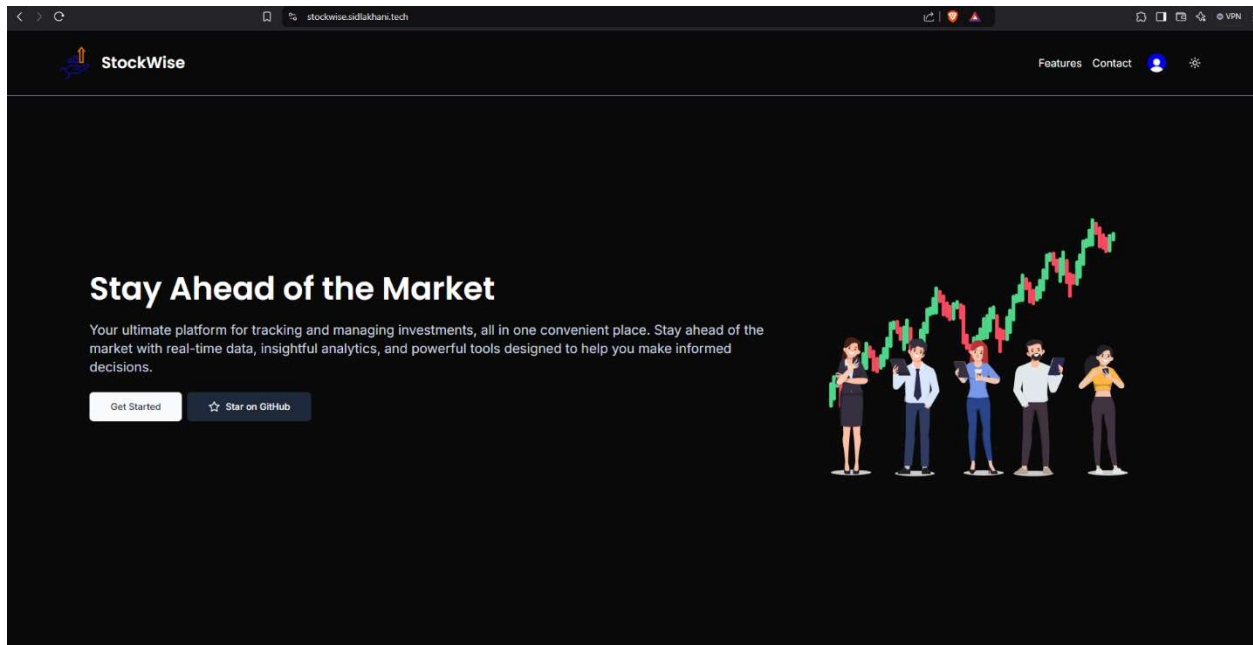 stockwise.sidlakhani.tech
VPN
StockWise
Features Contact
Stay Ahead of the Market
Your ultimate platform for tracking and managing investments, all in one convenient place. Stay ahead of the
market with real-time data, insightful analytics, and powerful tools designed to help you make informed
decisions.
Get Started
Star on GitHub